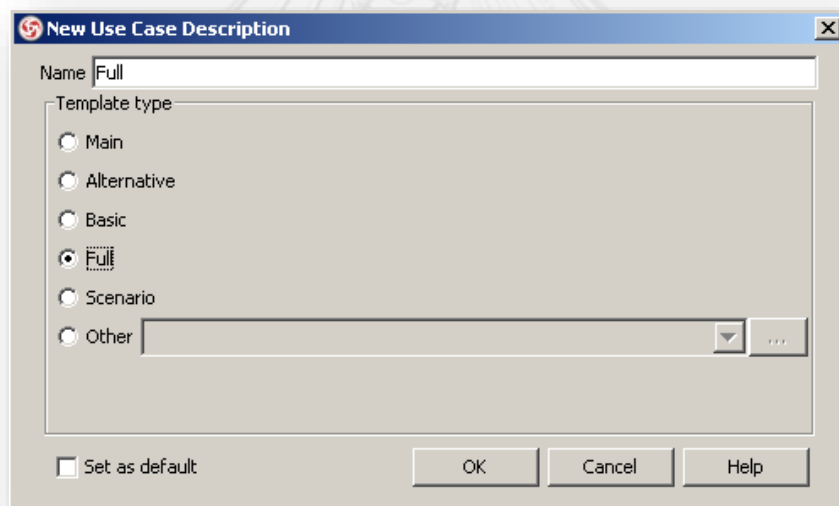 New Use Case Description
Name Full
Template type
Main
Alternative
Basic
Full
Scenario
Other ...
Set as default OK Cancel Help